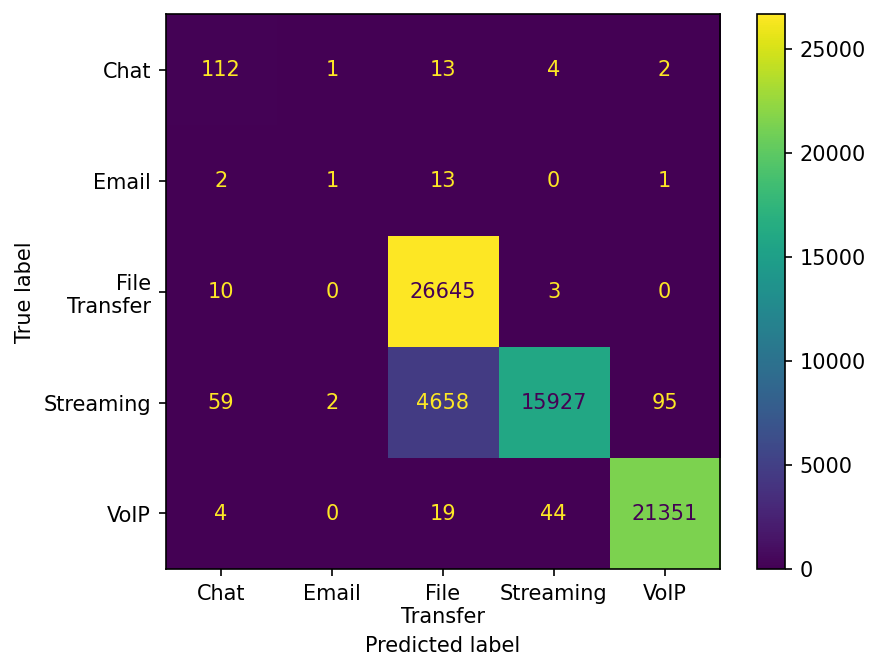 Chat 112 1 13 4 2
Email 2 1 13 0 1
File
Transfer 10 0 26645 3 0
Streaming 59 2 4658 15927 95
VoIP 4 0 19 44 21351
True label
Chat Email File Streaming VoIP
Transfer
Predicted label
25000
20000
15000
10000
5000
0